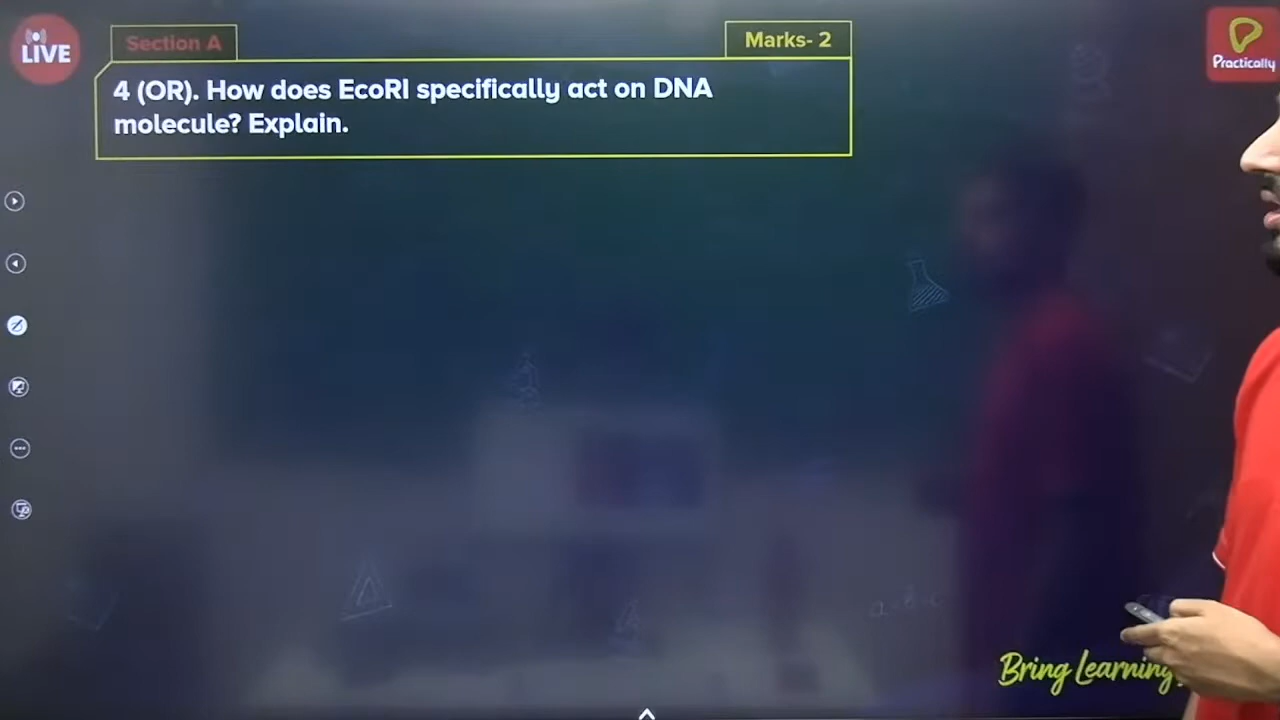 LIVE
Section A
Marks- 2
Practically
4 (OR). How does EcoRI specifically act on DNA
molecule? Explain.
a B C
Bring Learning